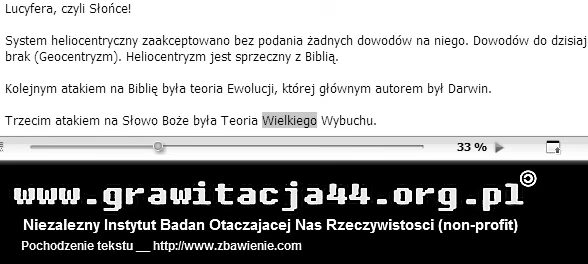 Lucyfera, czyli Słońce!
System heliocentryczny zaakceptowano bez podania żadnych dowodów na niego. Dowodów do dzisiaj
brak (Geocentryzm). Heliocentryzm jest sprzeczny z Biblią.
Kolejnym atakiem na Biblię była teoria Ewolucji, której głównym autorem był Darwin.
Trzecim atakiem na Słowo Boże była Teoria Wielkiego Wybuchu.
33 %
www.grawitacja44.org.pl©
Niezalezny Instytut Badan Otaczajacej Nas Rzeczywistosci (non-profit)
Pochodzenie tekstu __ http://www.zbawienie.com